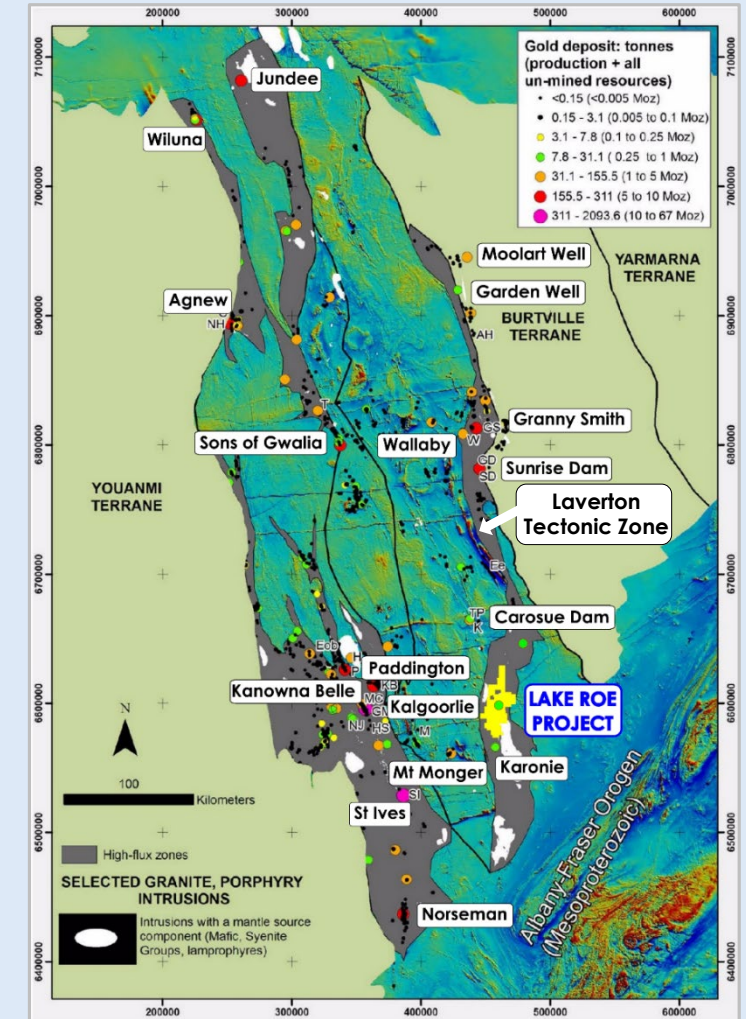 200000 300000 400000 500000 600000
7100000
7000000
6900000
6800000
6700000
6600000
6500000
6400000
Gold deposit: tonnes
(production + all
un-mined resources)
<0.15 (<0.005 Moz)
0.15 - 3.1 (0.005 to 0.1 Moz)
3.1 - 7.8 (0.1 to 0.25 Moz)
7.8 - 31.1 ( 0.25 to 1 Moz)
31.1 - 155.5 (1 to 5 Moz)
155.5 - 311 (5 to 10 Moz)
311 - 2093.6 (10 to 67 Moz)
Jundee
Wiluna
Moolart Well
YARMARNA
TERRANE
Agnew
NH
Garden Well
BURTVILLE
TERRANE
AH
T
Sons of Gwalia
Wallaby
W
GS
Granny Smith
GD
SD
Sunrise Dam
YOUANMI
TERRANE
Laverton
Tectonic Zone
Ee
TP
K
Carosue Dam
Eob
H
P
Paddington
Kanowna Belle
KB
MC
GM
Kalgoorlie
LAKE ROE
PROJECT
NJ
HS
M
Mt Monger
Karonie
SI
St Ives
N
100
Kilometers
High-flux zones
SELECTED GRANITE, PORPHYRY
INTRUSIONS
Intrusions with a mantle source
component (Mafic, Syenite
Groups, lamprophyres)
Norseman
Albany-Fraser Orogen
(Mesoproterozoic)
200000 300000 400000 500000 600000